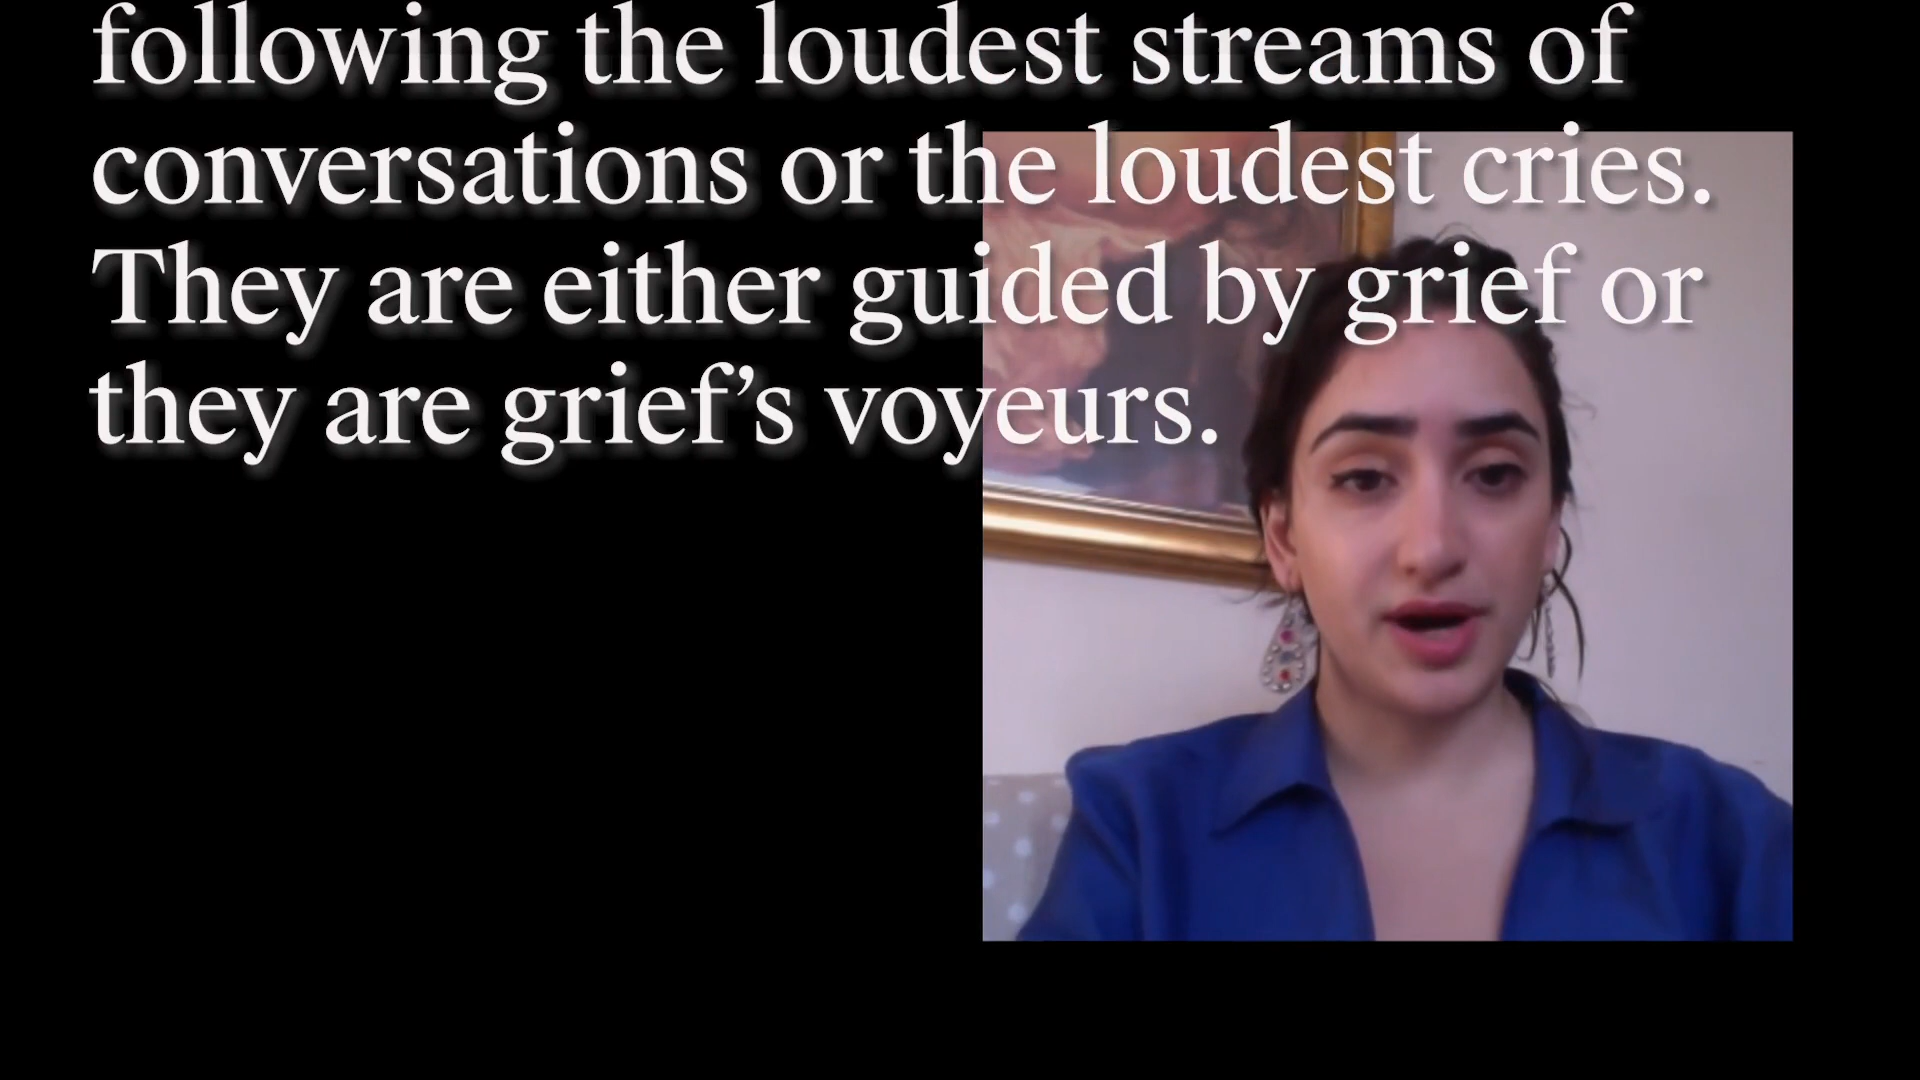 following the loudest streams of
conversations or the loudest cries.
They are either guided by grief or
they are grief’s voyeurs.